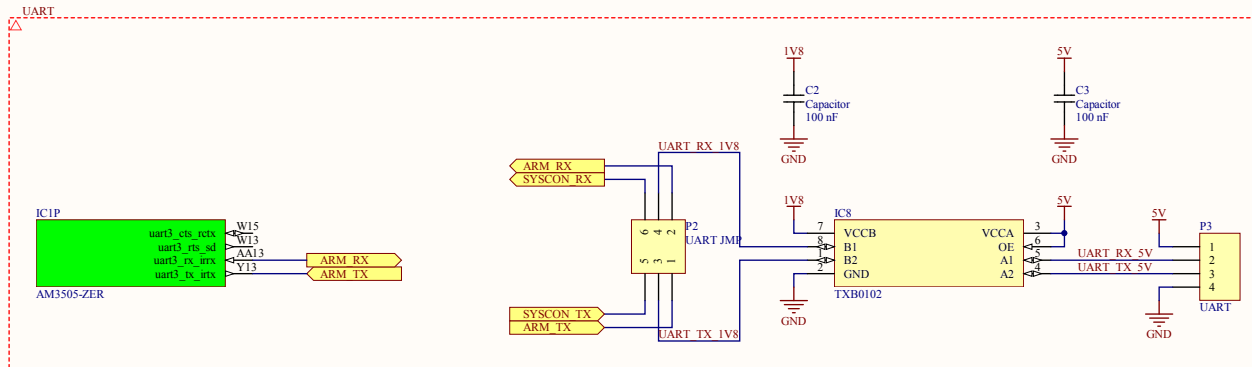 UART
1V8
C2
Capacitor
100 nF
GND
5V
C3
Capacitor
100 nF
GND
IC1P
uart3_cts_rctx
W15
uart3_rts_sd
W13
uart3_rx_irrx
AA13
ARM_RX
uart3_tx_irtx
Y13
ARM_TX
AM3505-ZER
ARM_RX
SYSCON_RX
UART_RX_1V8
P2
UART JMP
6 4 2
5 3 1
SYSCON_TX
ARM_TX
UART_TX_1V8
1V8
IC8
7 VCCB VCCA 3
8 B1 OE 6
1 B2 A1 5
2 GND A2 4
TXB0102
GND
5V
UART_RX_5V
UART_TX_5V
5V
P3
1
2
3
4
UART
GND